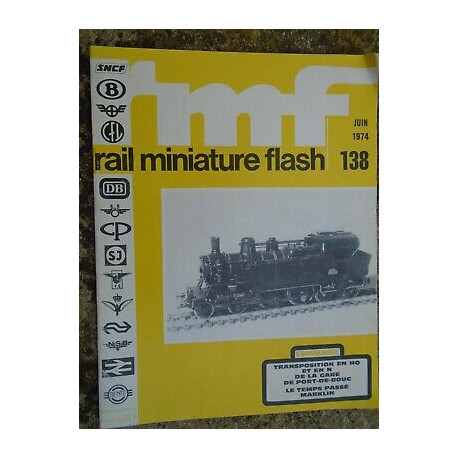 SNCF
rmf
B
JUIN
1974
rail miniature flash 138
DB
CP
SJ
N.S.B
RENFE
TRANSPOSITION EN HO
ET EN N
DE LA GARE
DE PORT-DE-BOUC
LE TEMPS PASSÉ
MARKLIN